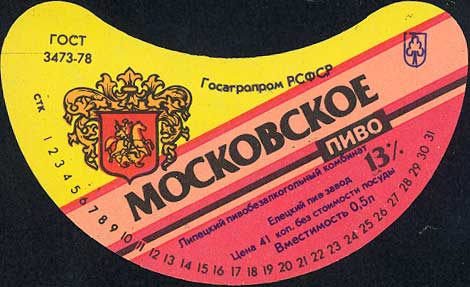 ГОСТ
3473-78
Госагропром РСФСР
стк
МОСКОВСКОЕ
ПИВО
13%
Липецкий пивобезалкогольный комбинат
Елецкий пив завод
Цена 41 коп. без стоимости посуды
Вместимость 0,5л
1 2 3 4 5 6 7 8 9 10 11 12 13 14 15 16 17 18 19 20 21 22 23 24 25 26 27 28 29 30 31